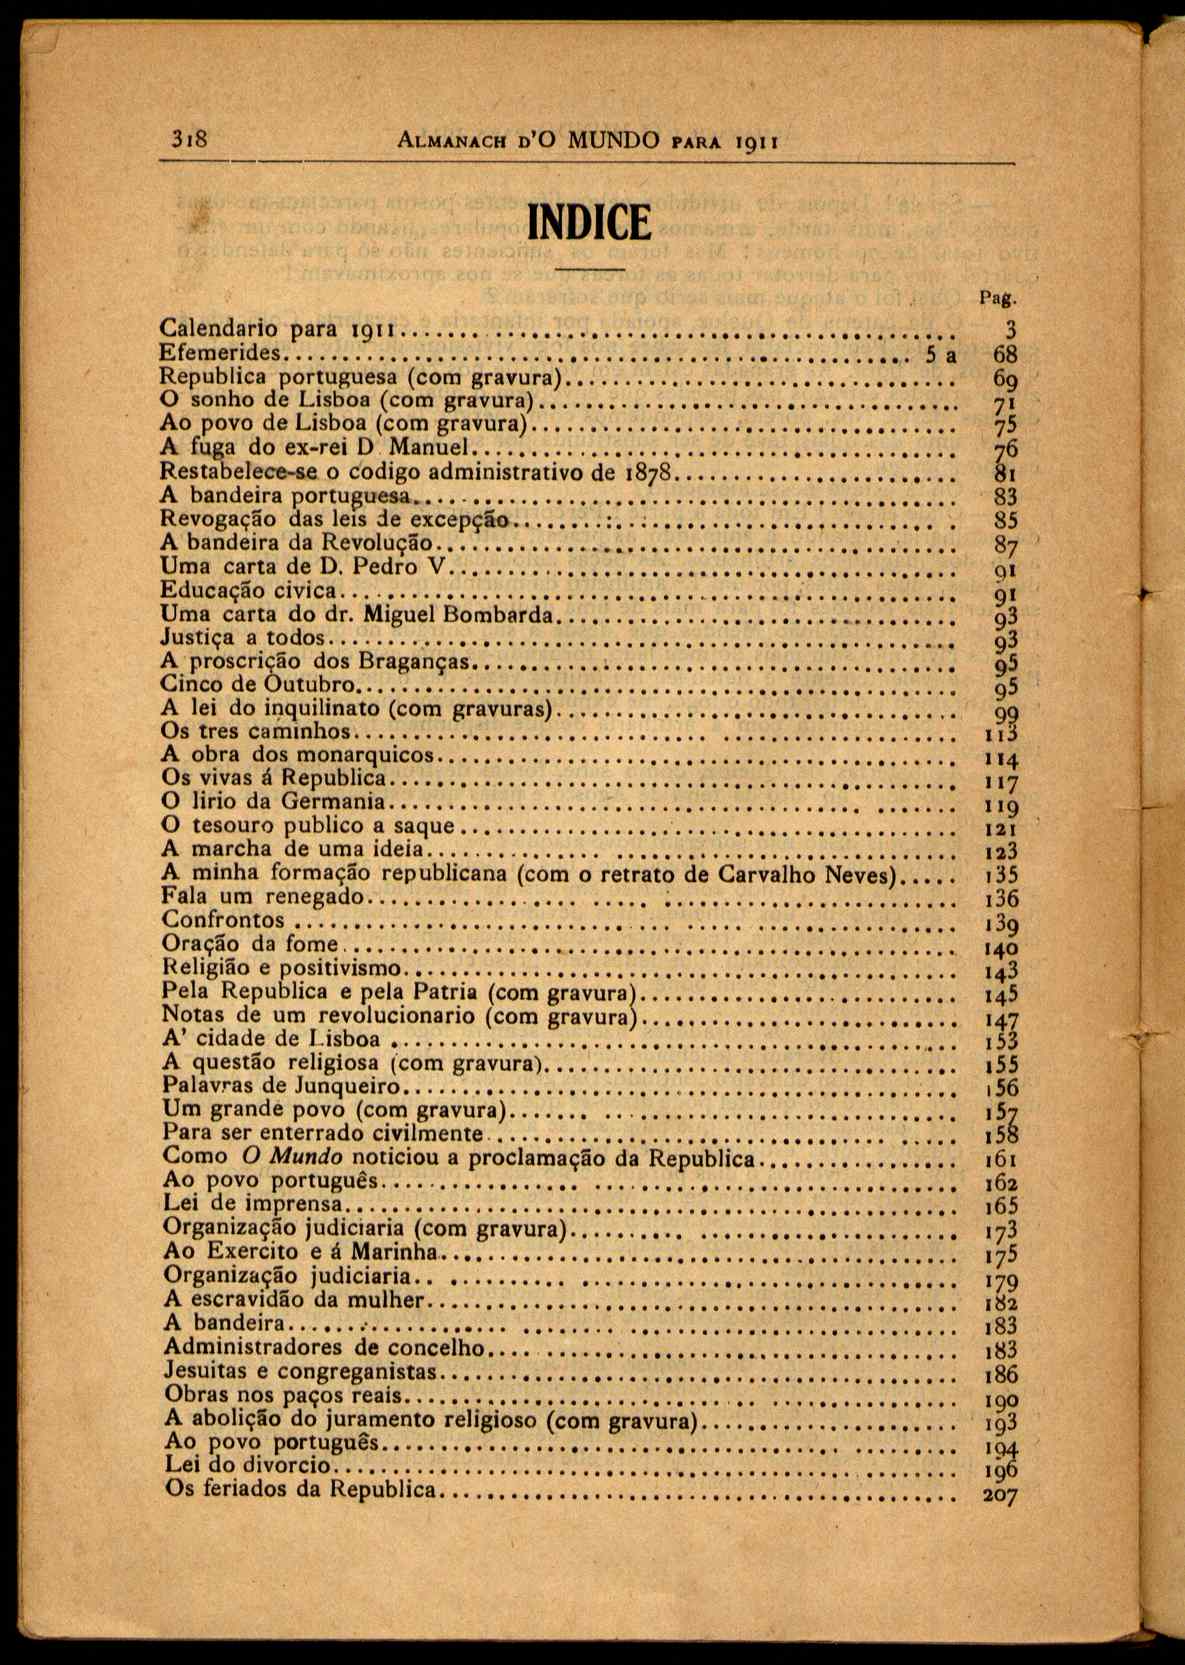 318 ALMANACH D'O MUNDO PARA 1911
INDICE
Pag.
Calendario para 1911........ 3
Efemerides........ 5 a 68
Republica portuguesa (com gravura)........ 69
O sonho de Lisboa (com gravura)........ 71
Ao povo de Lisboa (com gravura)........ 75
A fuga do ex-rei D Manuel........ 76
Restabelece-se o codigo administrativo de 1878........ 81
A bandeira portuguesa........ 83
Revogação das leis de excepção........ 85
A bandeira da Revolução........ 87
Uma carta de D. Pedro V........ 91
Educação civica........ 91
Uma carta do dr. Miguel Bombarda........ 93
Justiça a todos........ 93
A proscrição dos Braganças........ 95
Cinco de Outubro........ 95
A lei do inquilinato (com gravuras)........ 99
Os tres caminhos........ 113
A obra dos monarquicos........ 114
Os vivas á Republica........ 117
O lirio da Germania........ 119
O tesouro publico a saque........ 121
A marcha de uma ideia........ 123
A minha formação republicana (com o retrato de Carvalho Neves)..... 135
Fala um renegado........ 136
Confrontos ........ 139
Oração da fome........ 140
Religião e positivismo........ 143
Pela Republica e pela Patria (com gravura)........ 145
Notas de um revolucionario (com gravura)........ 147
A' cidade de Lisboa ........ 153
A questão religiosa (com gravura)........ 155
Palavras de Junqueiro........ 156
Um grande povo (com gravura)........ 157
Para ser enterrado civilmente........ 158
Como O Mundo noticiou a proclamação da Republica........ 161
Ao povo português........ 162
Lei de imprensa........ 165
Organização judiciaria (com gravura)........ 173
Ao Exercito e á Marinha........ 175
Organização judiciaria........ 179
A escravidão da mulher........ 182
A bandeira........ 183
Administradores de concelho........ 183
Jesuitas e congreganistas........ 186
Obras nos paços reais........ 190
A abolição do juramento religioso (com gravura)........ 193
Ao povo português........ 194
Lei do divorcio........ 196
Os feriados da Republica........ 207